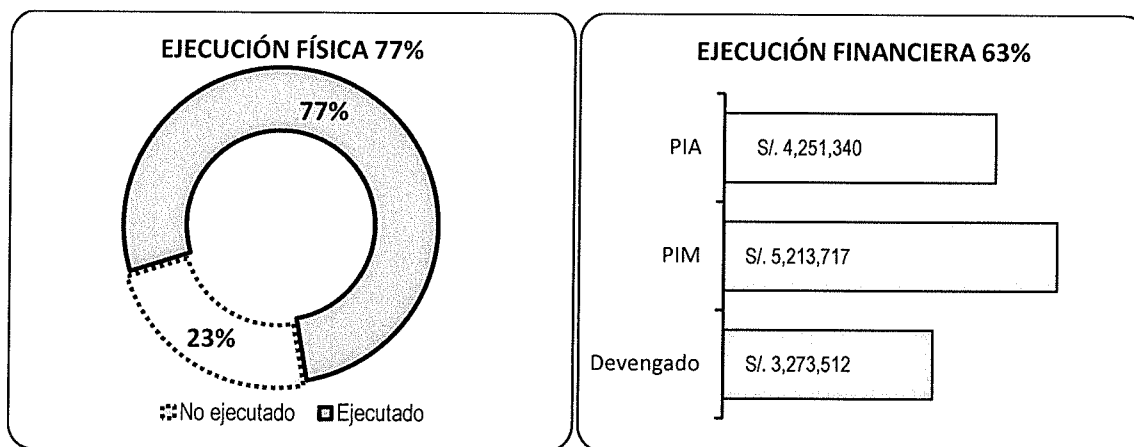 EJECUCIÓN FÍSICA 77%
77%
23%
No ejecutado Ejecutado
EJECUCIÓN FINANCIERA 63%
PIA S/. 4,251,340
PIM S/. 5,213,717
Devengado S/. 3,273,512